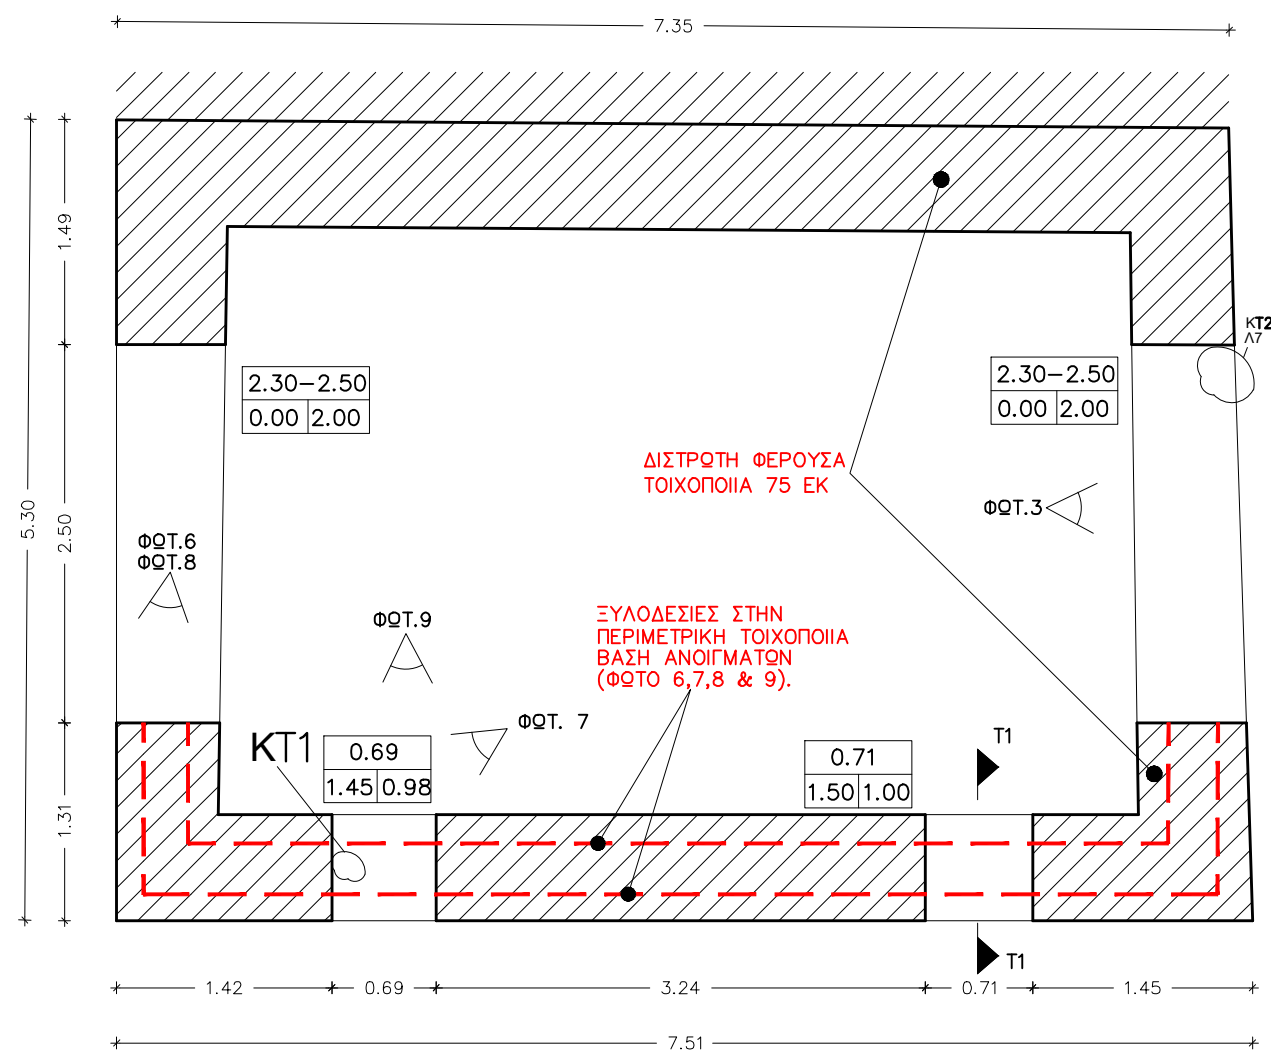 7.35
1.49
5.30
2.50
1.31
2.30–2.50
0.00 2.00
2.30–2.50
0.00 2.00
ΚΤ2
Λ7
ΔΙΣΤΡΩΤΗ ΦΕΡΟΥΣΑ
ΤΟΙΧΟΠΟΙΙΑ 75 ΕΚ
ΦΩΤ.3
ΦΩΤ.6
ΦΩΤ.8
ΦΩΤ.9
ΞΥΛΟΔΕΣΙΕΣ ΣΤΗΝ
ΠΕΡΙΜΕΤΡΙΚΗ ΤΟΙΧΟΠΟΙΙΑ
ΒΑΣΗ ΑΝΟΙΓΜΑΤΩΝ
(ΦΩΤΟ 6,7,8 & 9).
ΦΩΤ. 7
ΚΤ1
0.69
1.45 0.98
0.71
1.50 1.00
Τ1
Τ1
1.42
0.69
3.24
0.71
1.45
7.51